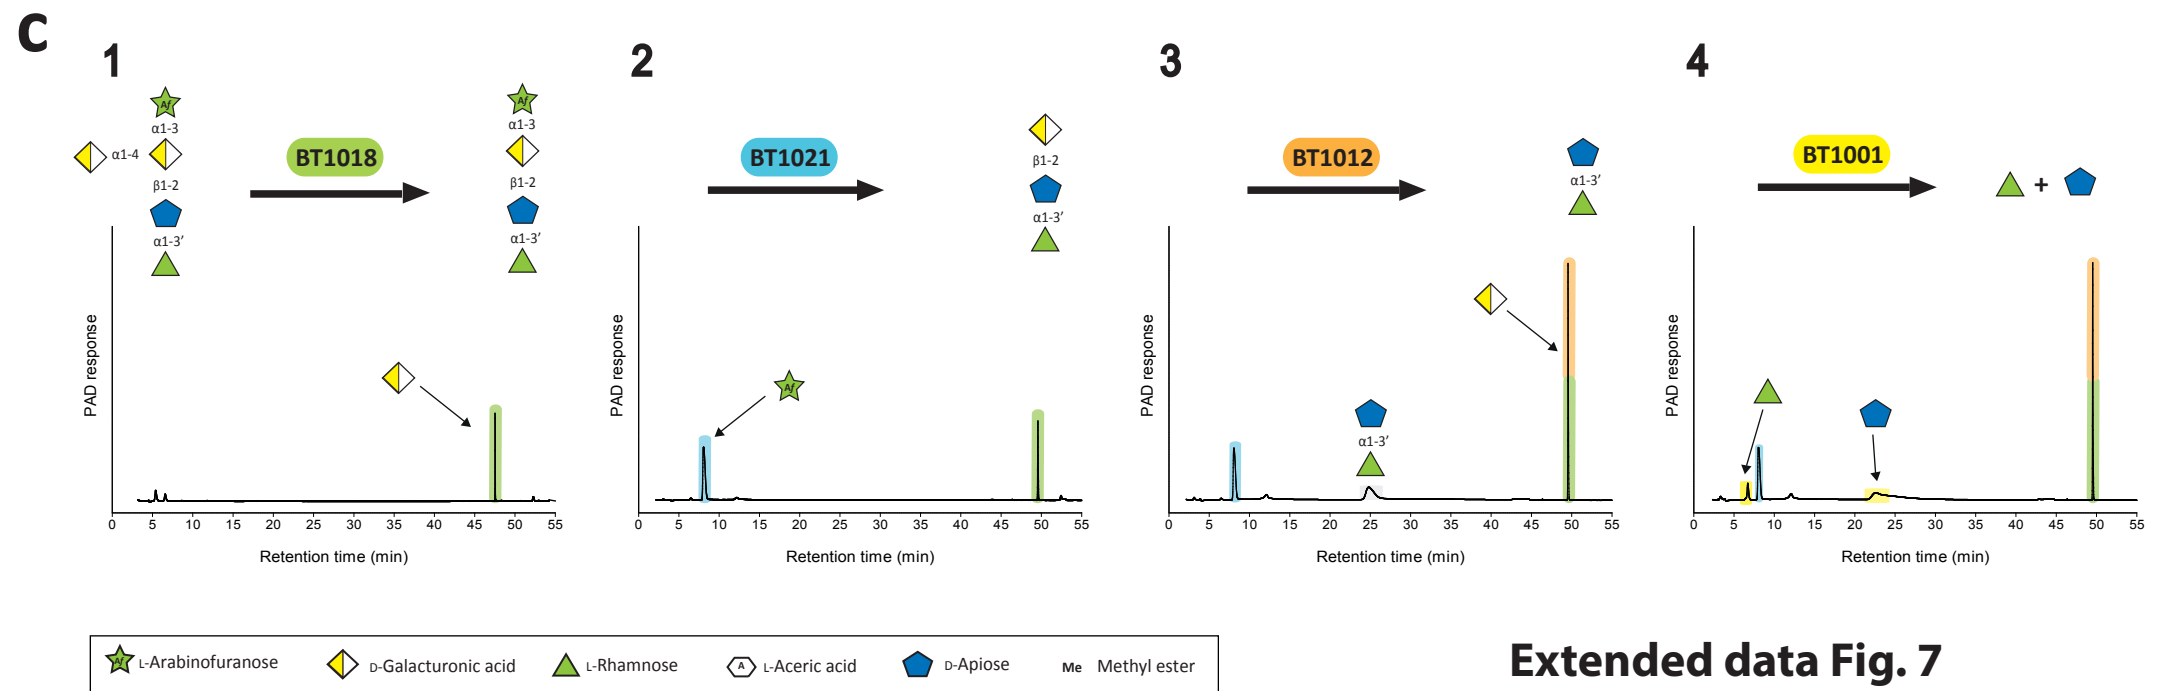 C
1
2
3
4
Af
α1-3
α1-4
β1-2
α1-3′
BT1018
Af
α1-3
β1-2
α1-3′
PAD response
0 5 10 15 20 25 30 35 40 45 50 55
Retention time (min)
BT1021
β1-2
α1-3′
Af
PAD response
0 5 10 15 20 25 30 35 40 45 50 55
Retention time (min)
BT1012
α1-3′
α1-3′
PAD response
0 5 10 15 20 25 30 35 40 45 50 55
Retention time (min)
BT1001
+
PAD response
0 5 10 15 20 25 30 35 40 45 50 55
Retention time (min)
Af L-Arabinofuranose D-Galacturonic acid L-Rhamnose A L-Aceric acid D-Apiose Me Methyl ester
Extended data Fig. 7